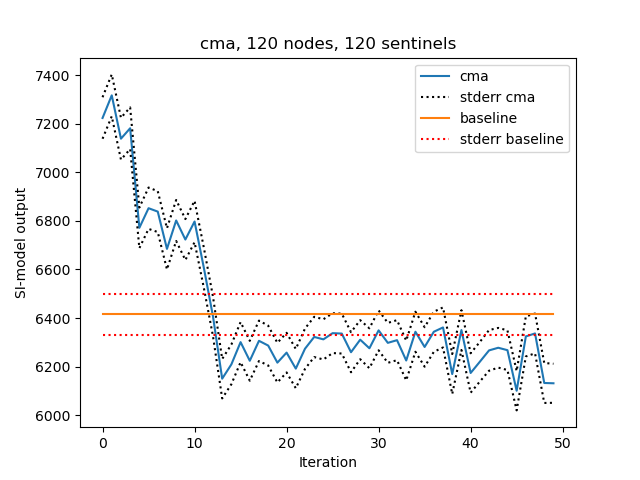 cma, 120 nodes, 120 sentinels
cma
stderr cma
baseline
stderr baseline
SI-model output
7400
7200
7000
6800
6600
6400
6200
6000
0 10 20 30 40 50
Iteration